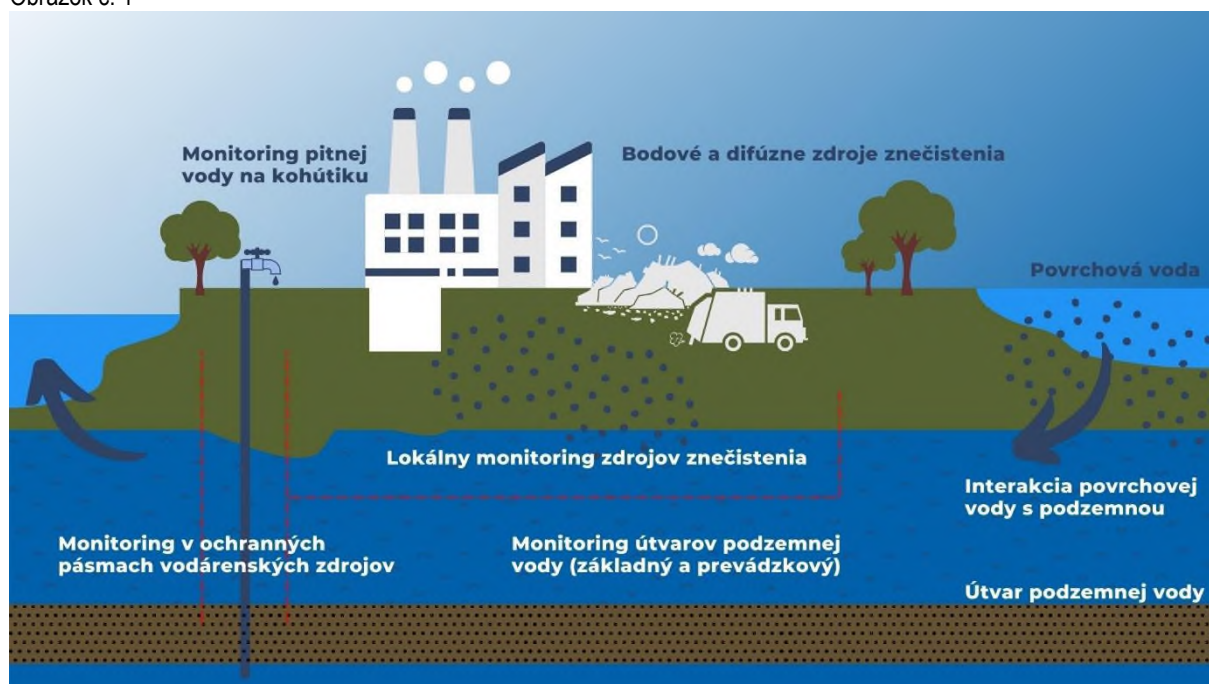 Obrázok č. 1
Monitoring pitnej
vody na kohútiku
Bodové a difúzne zdroje znečistenia
Povrchová voda
Lokálny monitoring zdrojov znečistenia
Interakcia povrchovej
vody s podzemnou
Monitoring v ochranných
pásmach vodárenských zdrojov
Monitoring útvarov podzemnej
vody (základný a prevádzkový)
Útvar podzemnej vody